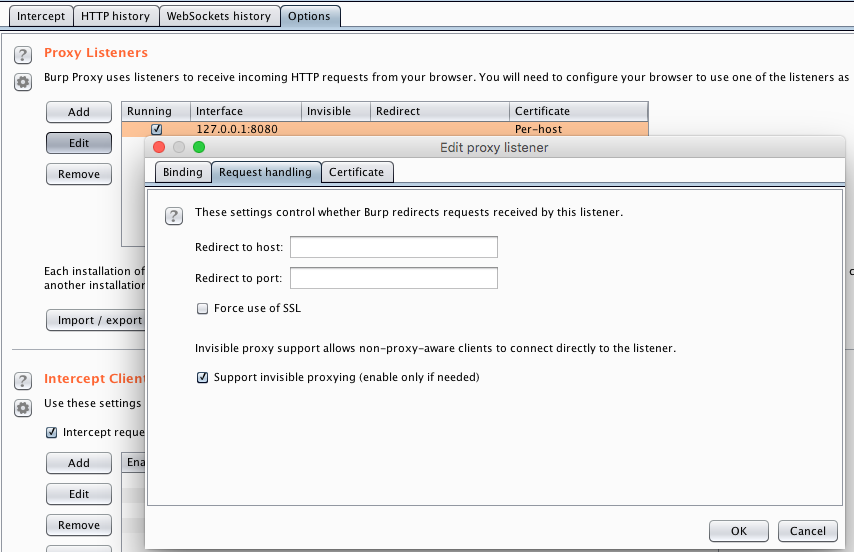 Intercept HTTP history WebSockets history Options
? Proxy Listeners
Burp Proxy uses listeners to receive incoming HTTP requests from your browser. You will need to configure your browser to use one of the listeners as
Add Running Interface Invisible Redirect Certificate
127.0.0.1:8080 Per-host
Edit
Remove
Each installation of
another installation
Import / export
? Intercept Client
Use these settings
Intercept reque
Add Ena
Edit
Remove
Edit proxy listener
Binding Request handling Certificate
? These settings control whether Burp redirects requests received by this listener.
Redirect to host:
Redirect to port:
Force use of SSL
Invisible proxy support allows non-proxy-aware clients to connect directly to the listener.
Support invisible proxying (enable only if needed)
OK Cancel